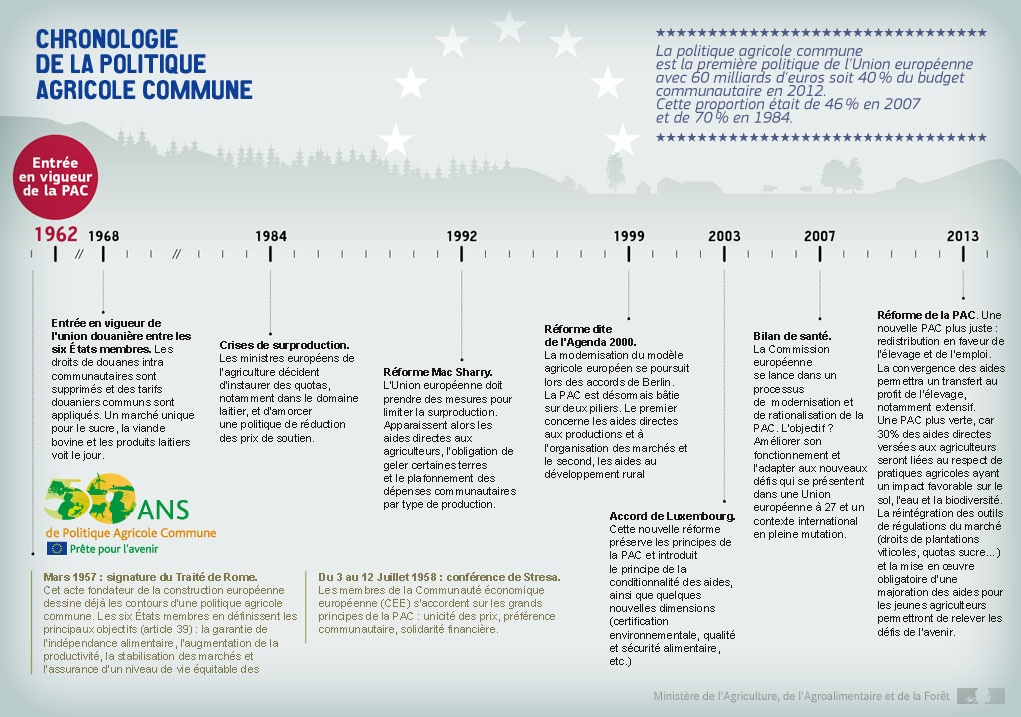 CHRONOLOGIE
DE LA POLITIQUE
AGRICOLE COMMUNE
La politique agricole commune
est la première politique de l'Union européenne
avec 60 milliards d'euros soit 40 % du budget
communautaire en 2012.
Cette proportion était de 46 % en 2007
et de 70 % en 1984.
Entrée
en vigueur
de la PAC
1962
1968
1984
1992
1999
2003
2007
2013
Entrée en vigueur de
l'union douanière entre les
six États membres. Les
droits de douanes intra
communautaires sont
supprimés et des tarifs
douaniers communs sont
appliqués. Un marché unique
pour le sucre, la viande
bovine et les produits laitiers
voit le jour.
Crises de surproduction.
Les ministres européens de
l'agriculture décident
d'instaurer des quotas,
notamment dans le domaine
laitier, et d'amorcer
une politique de réduction
des prix de soutien.
Réforme Mac Sharry.
L'Union européenne doit
prendre des mesures pour
limiter la surproduction.
Apparaissent alors les
aides directes aux
agriculteurs, l'obligation de
geler certaines terres
et le plafonnement des
dépenses communautaires
par type de production.
Réforme dite
de l'Agenda 2000.
La modernisation du modèle
agricole européen se poursuit
lors des accords de Berlin.
La PAC est désormais bâtie
sur deux piliers. Le premier
concerne les aides directes
aux productions et à
l'organisation des marchés et
le second, les aides au
développement rural
Accord de Luxembourg.
Cette nouvelle réforme
préserve les principes de
la PAC et introduit
le principe de la
conditionnalité des aides,
ainsi que quelques
nouvelles dimensions
(certification
environnementale, qualité
et sécurité alimentaire,
etc.)
Bilan de santé.
La Commission
européenne
se lance dans un
processus
de modernisation et
de rationalisation de la
PAC. L'objectif ?
Améliorer son
fonctionnement et
l'adapter aux nouveaux
défis qui se présentent
dans une Union
européenne à 27 et un
contexte international
en pleine mutation.
Réforme de la PAC. Une
nouvelle PAC plus juste :
redistribution en faveur de
l'élevage et de l'emploi.
La convergence des aides
permettra un transfert au
profit de l'élevage,
notamment extensif.
Une PAC plus verte, car
30% des aides directes
versées aux agriculteurs
seront liées au respect de
pratiques agricoles ayant
un impact favorable sur le
sol, l'eau et la biodiversité.
La réintégration des outils
de régulations du marché
(droits de plantations
viticoles, quotas sucre...)
et la mise en œuvre
obligatoire d'une
majoration des aides pour
les jeunes agriculteurs
permettront de relever les
défis de l'avenir.
50 ANS
de Politique Agricole Commune
Prête pour l'avenir
Mars 1957 : signature du Traité de Rome.
Cet acte fondateur de la construction européenne
dessine déjà les contours d'une politique agricole
commune. Les six États membres en définissent les
principaux objectifs (article 39) : la garantie de
l'indépendance alimentaire, l'augmentation de la
productivité, la stabilisation des marchés et
l'assurance d'un niveau de vie équitable des
Du 3 au 12 Juillet 1958 : conférence de Stresa.
Les membres de la Communauté économique
européenne (CEE) s'accordent sur les grands
principes de la PAC : unicité des prix, préférence
communautaire, solidarité financière.
Ministère de l'Agriculture, de l'Agroalimentaire et de la Forêt